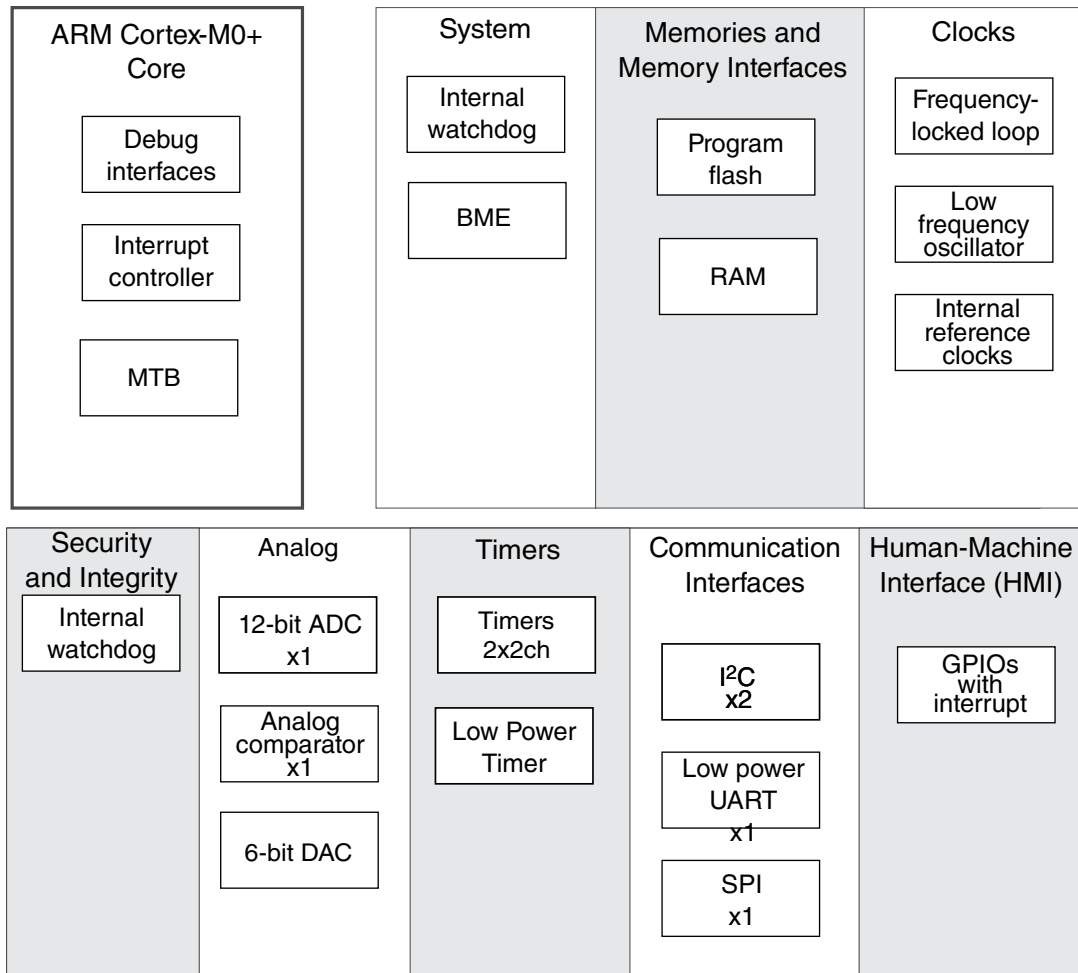 ARM Cortex-M0+
Core
Debug
interfaces
Interrupt
controller
MTB
System
Internal
watchdog
BME
Memories and
Memory Interfaces
Program
flash
RAM
Clocks
Frequency-
locked loop
Low
frequency
oscillator
Internal
reference
clocks
Security
and Integrity
Internal
watchdog
Analog
12-bit ADC
x1
Analog
comparator
x1
6-bit DAC
Timers
Timers
2x2ch
Low Power
Timer
Communication
Interfaces
I²C
x2
Low power
UART
x1
SPI
x1
Human-Machine
Interface (HMI)
GPIOs
with
interrupt